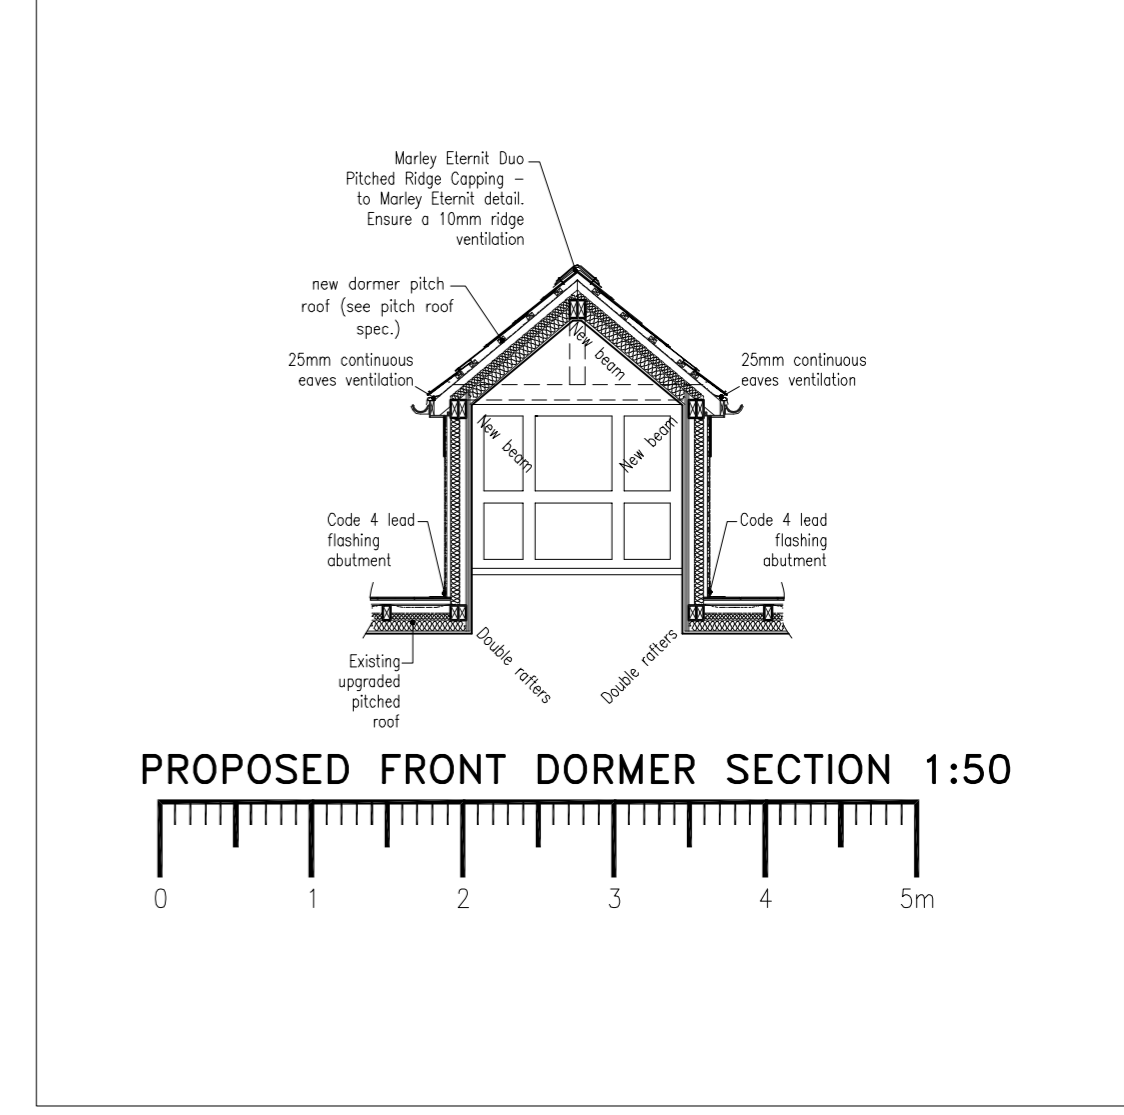 Marley Eternit Duo
Pitched Ridge Capping –
to Marley Eternit detail.
Ensure a 10mm ridge
ventilation
new dormer pitch
roof (see pitch roof
spec.)
25mm continuous
eaves ventilation
25mm continuous
eaves ventilation
New beam
New beam
New beam
Code 4 lead
flashing
abutment
Code 4 lead
flashing
abutment
Double rafters
Double rafters
Existing
upgraded
pitched
roof
PROPOSED FRONT DORMER SECTION 1:50
0 1 2 3 4 5m